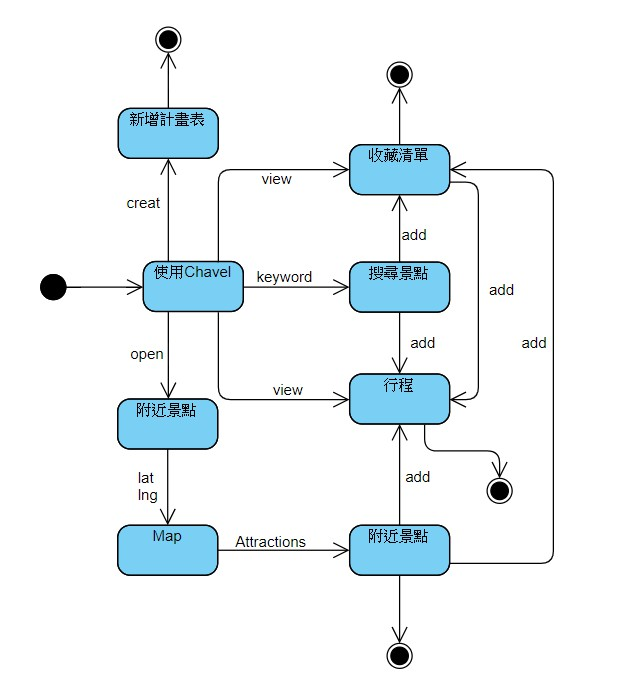 新增計畫表
收藏清單
view
creat
add
使用Chavel
keyword
搜尋景點
add
open
add
add
行程
view
附近景點
lat
lng
add
Map
Attractions
附近景點